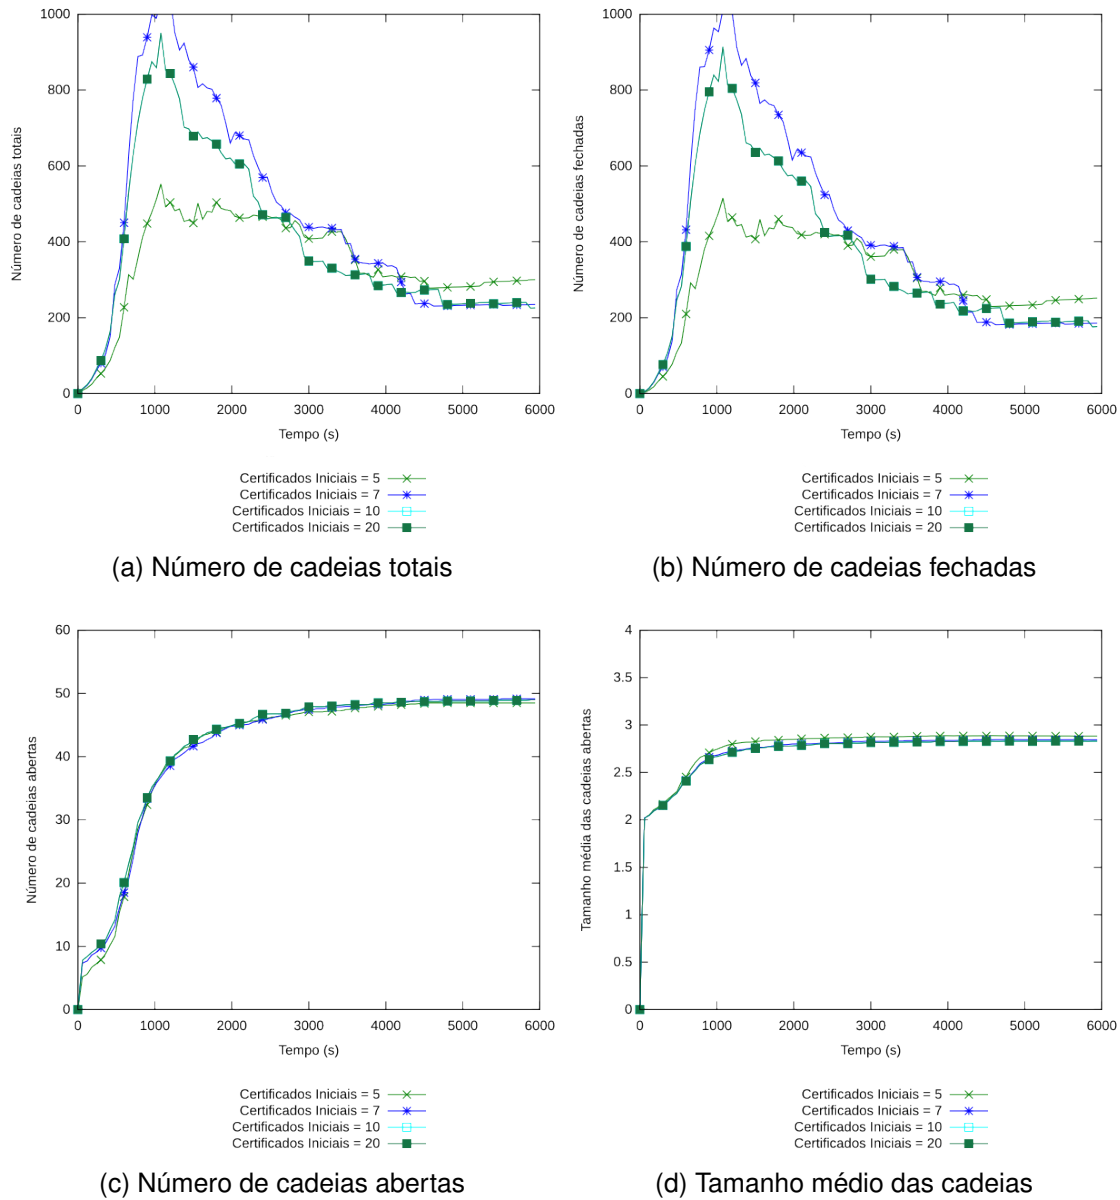 Número de cadeias totais
1000
800
600
400
200
0
0 1000 2000 3000 4000 5000 6000
Tempo (s)
Certificados Iniciais = 5
Certificados Iniciais = 7
Certificados Iniciais = 10
Certificados Iniciais = 20
(a) Número de cadeias totais
Número de cadeias fechadas
1000
800
600
400
200
0
0 1000 2000 3000 4000 5000 6000
Tempo (s)
Certificados Iniciais = 5
Certificados Iniciais = 7
Certificados Iniciais = 10
Certificados Iniciais = 20
(b) Número de cadeias fechadas
Número de cadeias abertas
60
50
40
30
20
10
0
0 1000 2000 3000 4000 5000 6000
Tempo (s)
Certificados Iniciais = 5
Certificados Iniciais = 7
Certificados Iniciais = 10
Certificados Iniciais = 20
(c) Número de cadeias abertas
Tamanho média das cadeias abertas
4
3.5
3
2.5
2
1.5
1
0.5
0
0 1000 2000 3000 4000 5000 6000
Tempo (s)
Certificados Iniciais = 5
Certificados Iniciais = 7
Certificados Iniciais = 10
Certificados Iniciais = 20
(d) Tamanho médio das cadeias